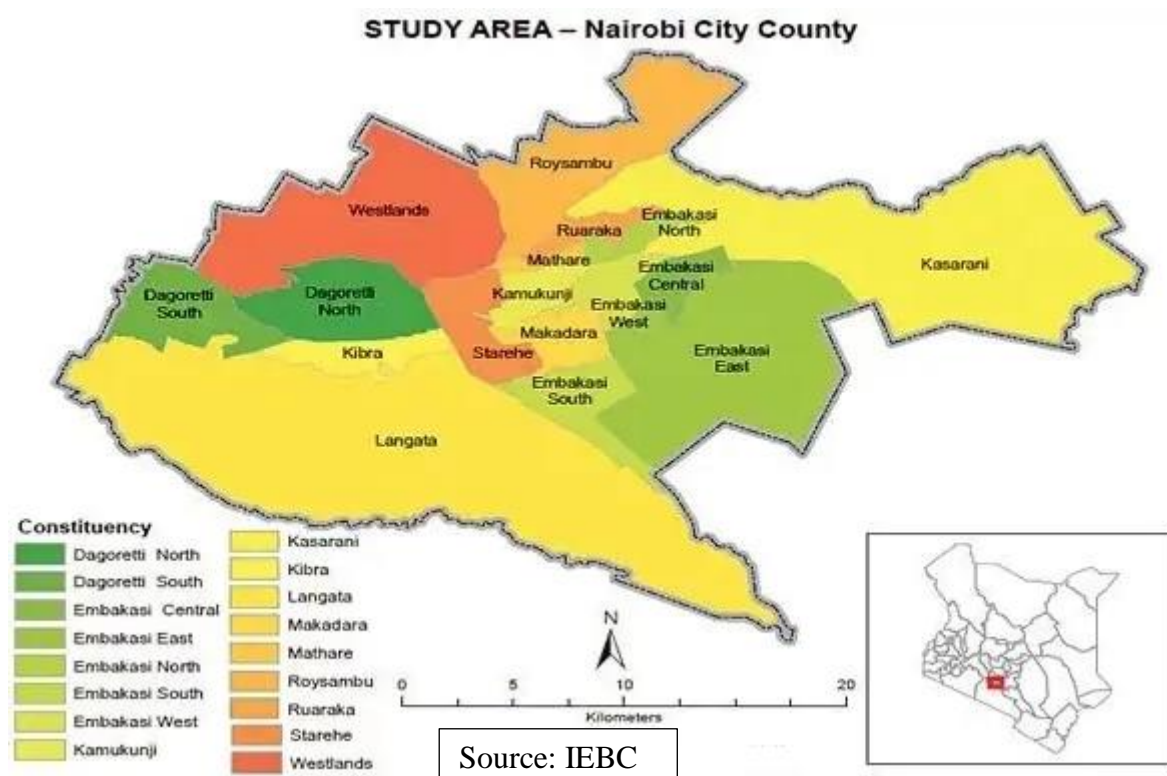 STUDY AREA – Nairobi City County
Roysambu
Westlands
Ruaraka
Embakasi
North
Mathare
Kasarani
Embakasi
Central
Dagoretti
South
Dagoretti
North
Kamukunji
Embakasi
West
Makadara
Kibra
Starehe
Embakasi
East
Embakasi
South
Langata
Constituency
Dagoretti North
Dagoretti South
Embakasi Central
Embakasi East
Embakasi North
Embakasi South
Embakasi West
Kamukunji
Kasarani
Kibra
Langata
Makadara
Mathare
Roysambu
Ruaraka
Starehe
Westlands
N
0 5 10 20
Kilometers
Source: IEBC